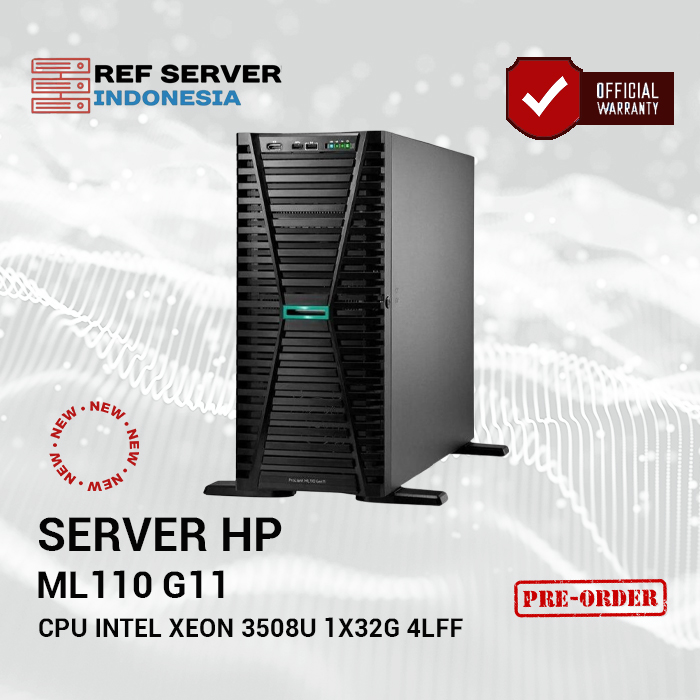 REF SERVER
INDONESIA
OFFICIAL
WARRANTY
NEW • NEW • NEW • NEW • NEW • NEW •
SERVER HP
ML110 G11
PRE-ORDER
CPU INTEL XEON 3508U 1X32G 4LFF